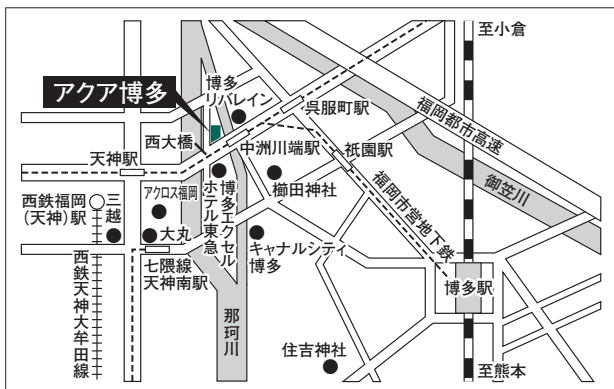 至小倉
アクア博多
博多
リバレイン
呉服町駅
福岡都市高速
西大橋
中洲川端駅
祇園駅
御笠川
天神駅
アクロス福岡
博多エクセル
ホテル東急
櫛田神社
福岡市営地下鉄
西鉄福岡
(天神)駅
三越
大丸
キャナルシティ
博多
七隈線
天神南駅
博多駅
西鉄天神大牟田線
那珂川
住吉神社
至熊本